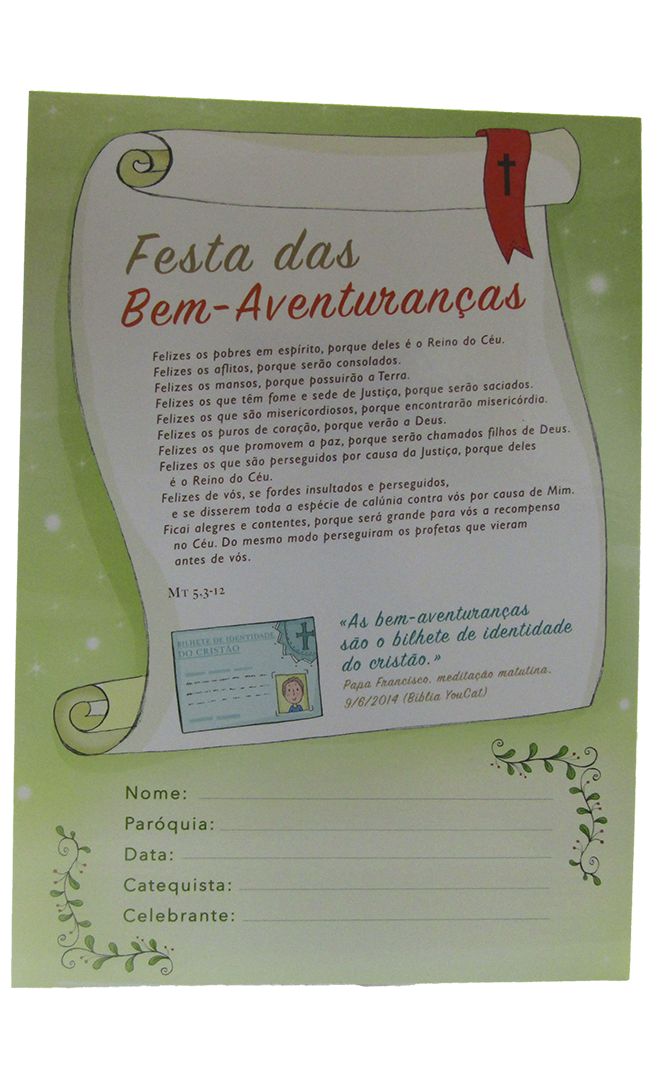 Festa das
Bem-Aventuranças
Felizes os pobres em espírito, porque deles é o Reino do Céu.
Felizes os aflitos, porque serão consolados.
Felizes os mansos, porque possuirão a Terra.
Felizes os que têm fome e sede de Justiça, porque serão saciados.
Felizes os que são misericordiosos, porque encontrarão misericórdia.
Felizes os puros de coração, porque verão a Deus.
Felizes os que promovem a paz, porque serão chamados filhos de Deus.
Felizes os que são perseguidos por causa da Justiça, porque deles
é o Reino do Céu.
Felizes de vós, se fordes insultados e perseguidos,
e se disserem toda a espécie de calúnia contra vós por causa de Mim.
Ficai alegres e contentes, porque será grande para vós a recompensa
no Céu. Do mesmo modo perseguiram os profetas que vieram
antes de vós.
Mt 5,3-12
BILHETE DE IDENTIDADE
DO CRISTÃO
«As bem-aventuranças
são o bilhete de identidade
do cristão.»
Papa Francisco, meditação matutina,
9/6/2014 (Bíblia YouCat)
Nome:
Paróquia:
Data:
Catequista:
Celebrante: